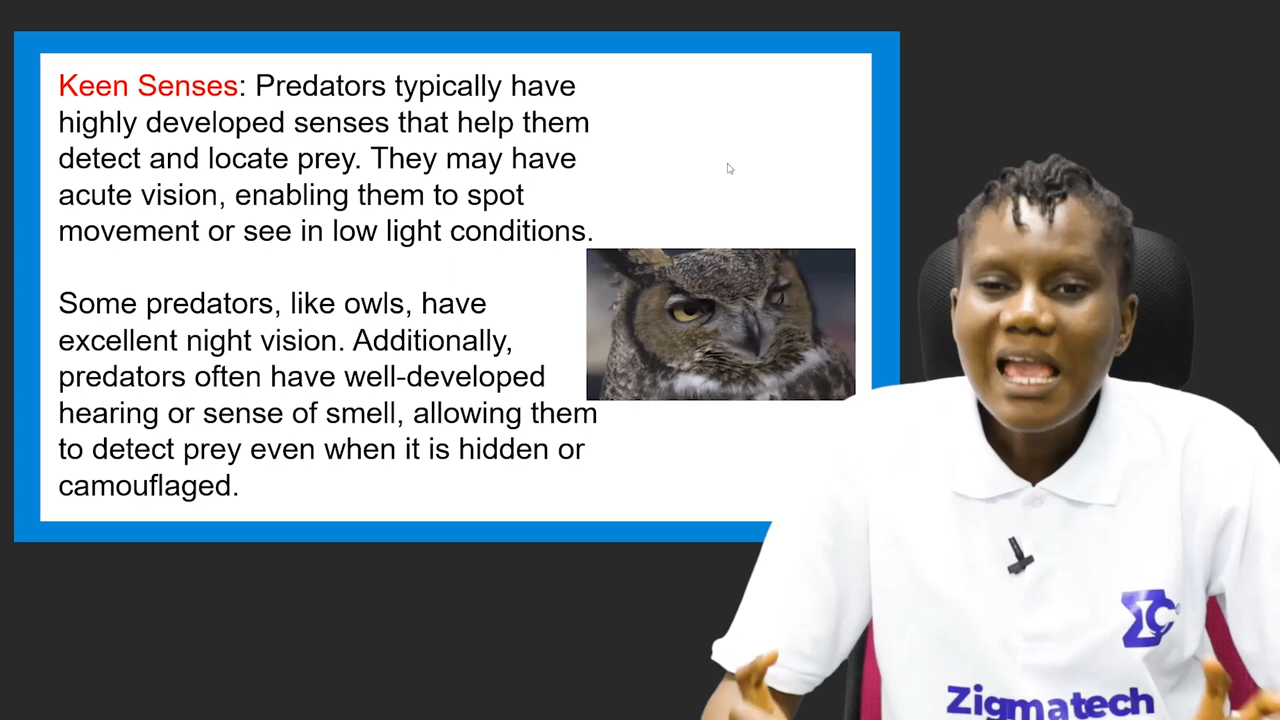 Keen Senses: Predators typically have
highly developed senses that help them
detect and locate prey. They may have
acute vision, enabling them to spot
movement or see in low light conditions.
Some predators, like owls, have
excellent night vision. Additionally,
predators often have well-developed
hearing or sense of smell, allowing them
to detect prey even when it is hidden or
camouflaged.
Zigmatech